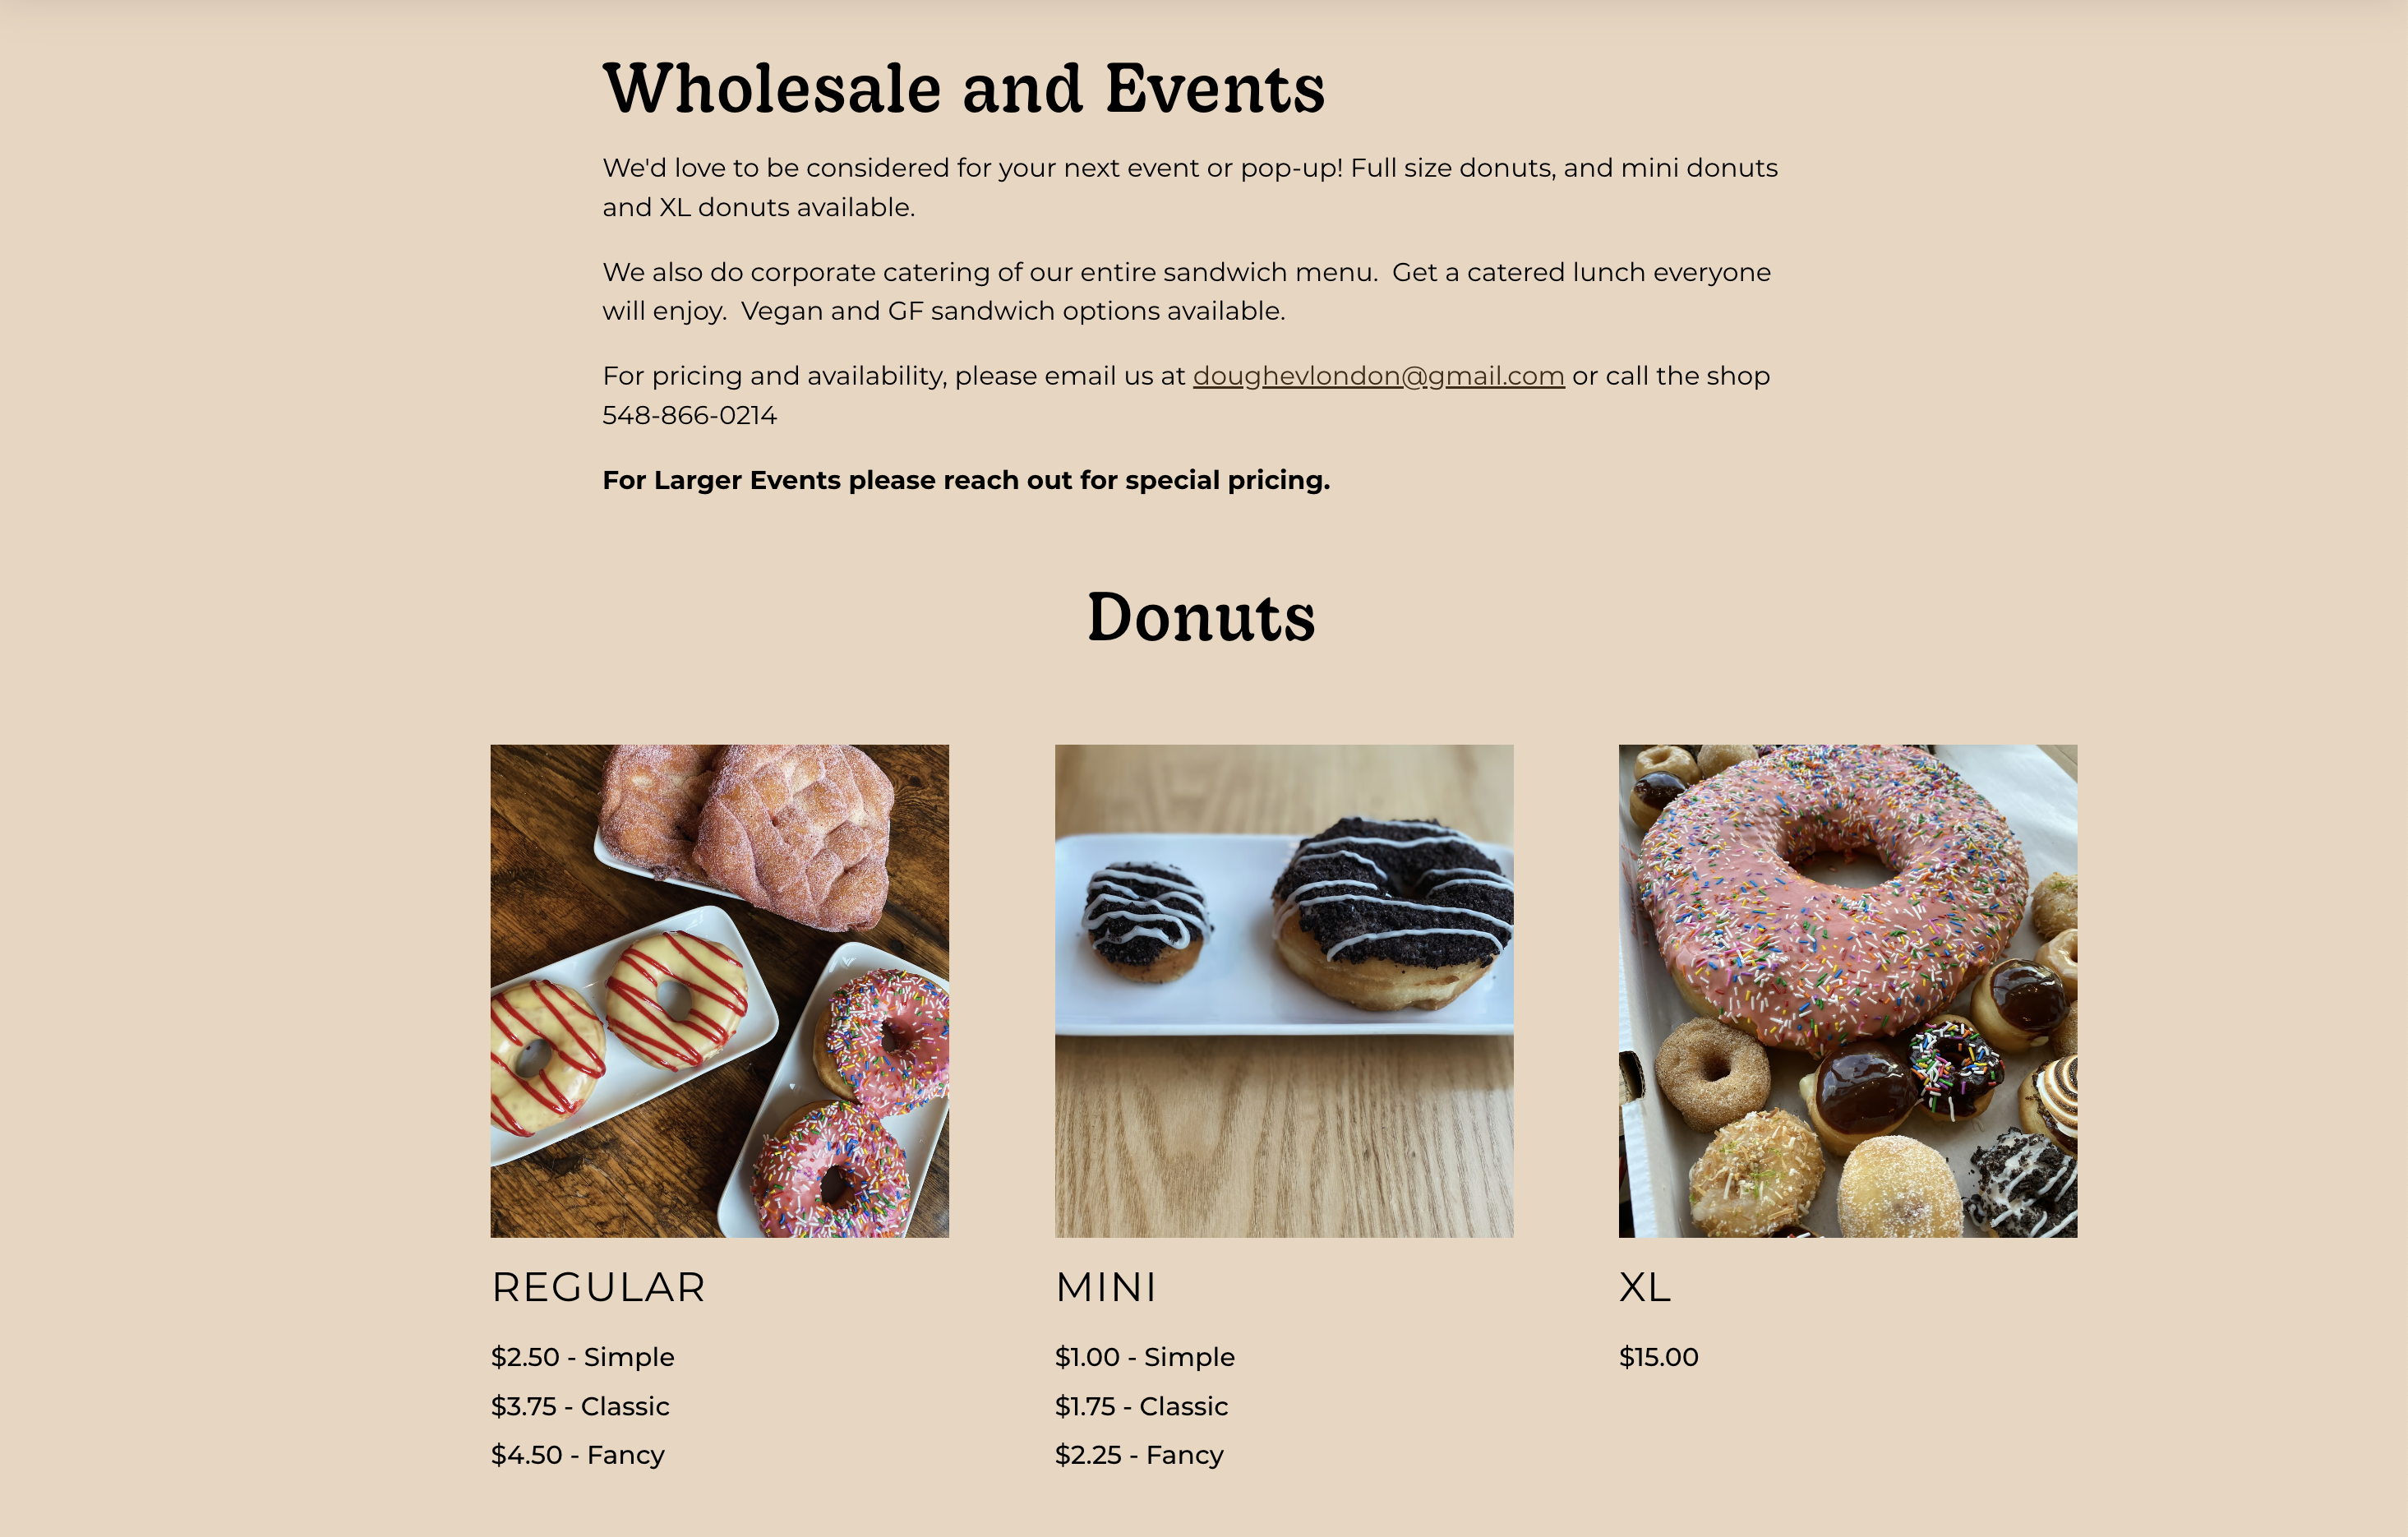 Wholesale and Events
We'd love to be considered for your next event or pop-up! Full size donuts, and mini donuts
and XL donuts available.
We also do corporate catering of our entire sandwich menu.  Get a catered lunch everyone
will enjoy.  Vegan and GF sandwich options available.
For pricing and availability, please email us at doughevlondon@gmail.com or call the shop
548-866-0214
For Larger Events please reach out for special pricing.
Donuts
REGULAR
$2.50 - Simple
$3.75 - Classic
$4.50 - Fancy
MINI
$1.00 - Simple
$1.75 - Classic
$2.25 - Fancy
XL
$15.00